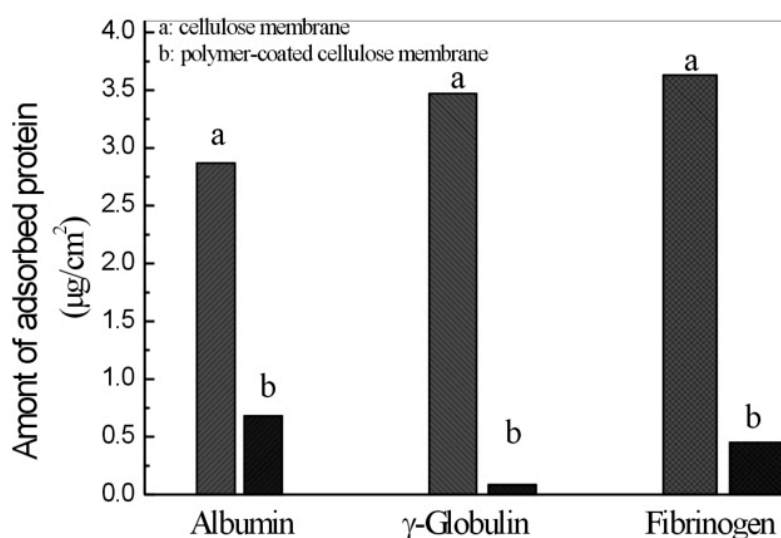 a: cellulose membrane
b: polymer-coated cellulose membrane
Amont of adsorbed protein
(μg/cm²)
4.0
3.5
3.0
2.5
2.0
1.5
1.0
0.5
0.0
a
b
a
b
a
b
Albumin
γ-Globulin
Fibrinogen